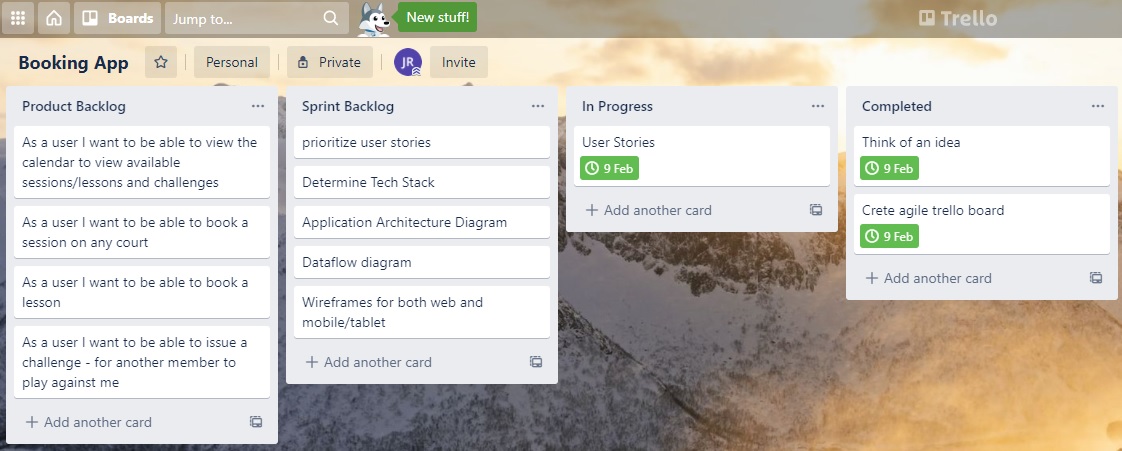 Boards
Jump to...
New stuff!
Trello
Booking App
Personal
Private
JR
Invite
Product Backlog
As a user I want to be able to view the
calendar to view available
sessions/lessons and challenges
As a user I want to be able to book a
session on any court
As a user I want to be able to book a
lesson
As a user I want to be able to issue a
challenge - for another member to
play against me
+ Add another card
Sprint Backlog
prioritize user stories
Determine Tech Stack
Application Architecture Diagram
Dataflow diagram
Wireframes for both web and
mobile/tablet
+ Add another card
In Progress
User Stories
9 Feb
+ Add another card
Completed
Think of an idea
9 Feb
Crete agile trello board
9 Feb
+ Add another card